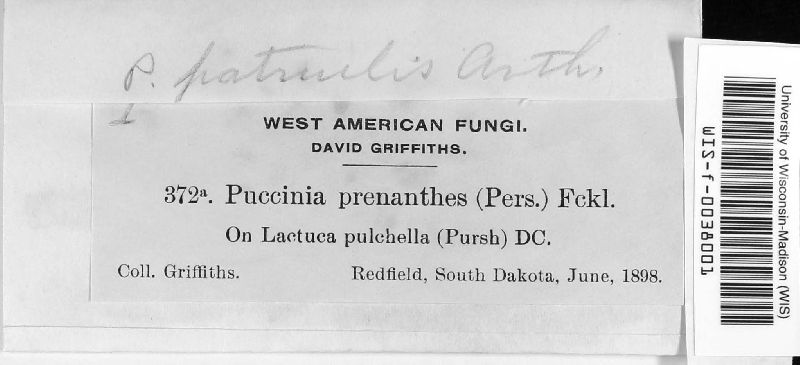 P. patruelis Arth.
I
WEST AMERICAN FUNGI.
DAVID GRIFFITHS.
372ª. Puccinia prenanthes (Pers.) Fckl.
On Lactuca pulchella (Pursh) DC.
Coll. Griffiths. Redfield, South Dakota, June, 1898.
University of Wisconsin-Madison (WIS)
WIS-f-0038001